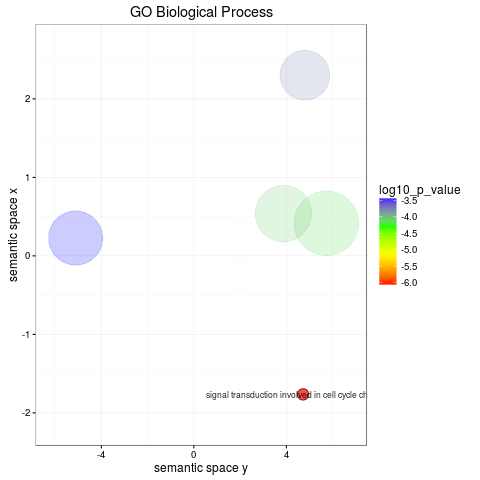 GO Biological Process
semantic space x
2
1
0
-1
-2
signal transduction involved in cell cycle ch
-4
0
4
semantic space y
log10_p_value
-3.5
-4.0
-4.5
-5.0
-5.5
-6.0